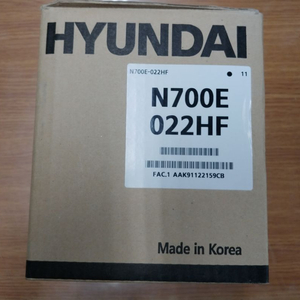 HYUNDAI
N700E-022HF
11
N700E
022HF
FAC.1 AAK91122159CB
Made in Korea